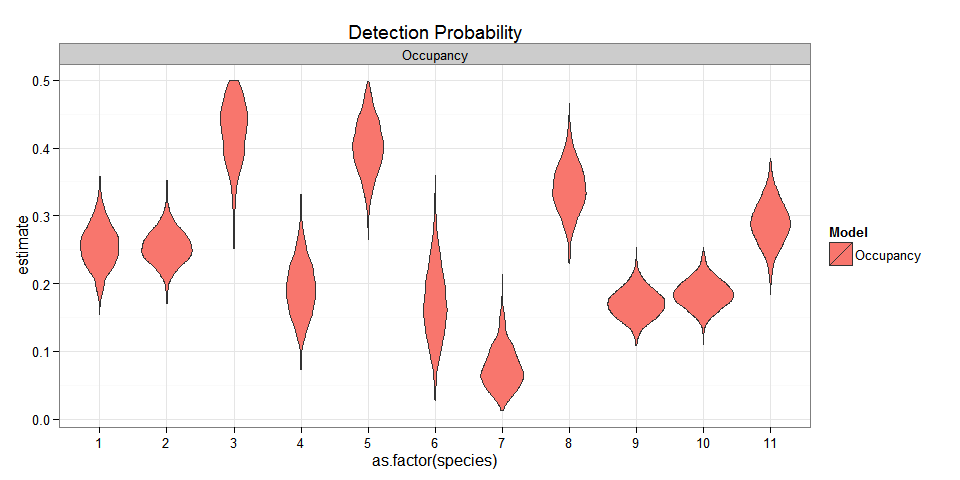 Detection Probability
Occupancy
0.5
0.4
0.3
0.2
0.1
0.0
estimate
1 2 3 4 5 6 7 8 9 10 11
as.factor(species)
Model
Occupancy